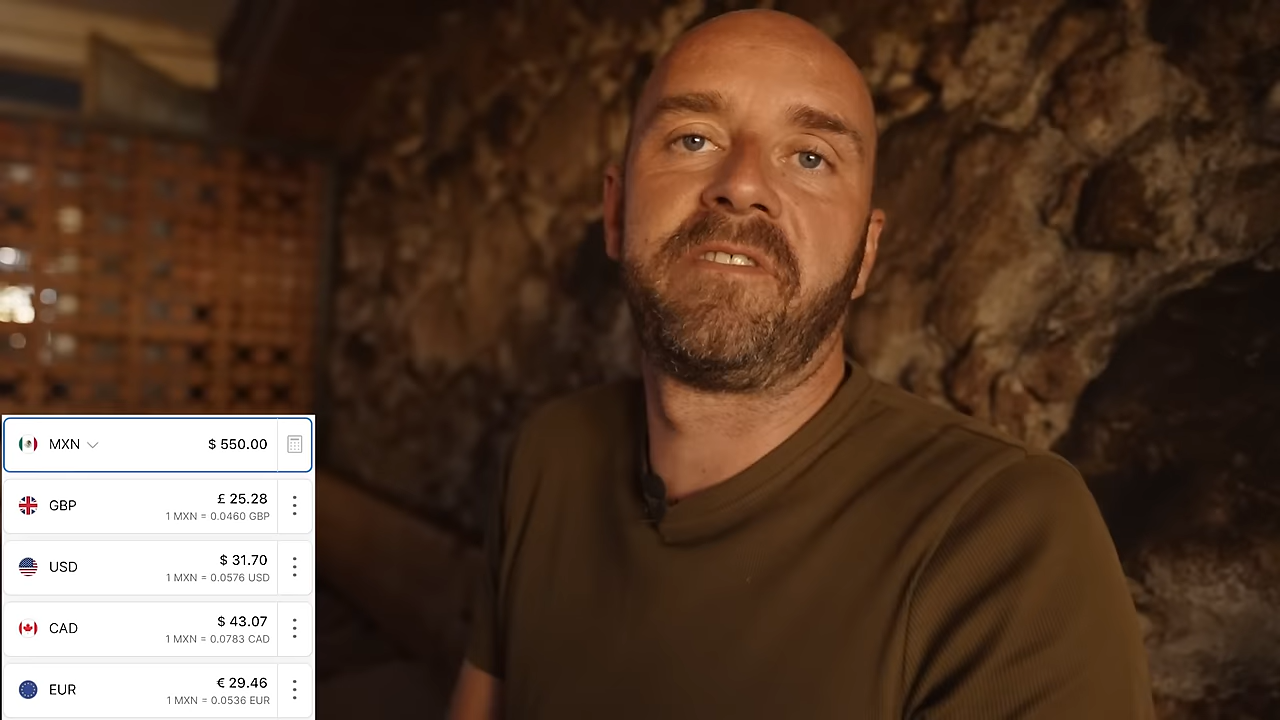 MXN $ 550.00
GBP £ 25.28
1 MXN = 0.0460 GBP
USD $ 31.70
1 MXN = 0.0576 USD
CAD $ 43.07
1 MXN = 0.0783 CAD
EUR € 29.46
1 MXN = 0.0536 EUR